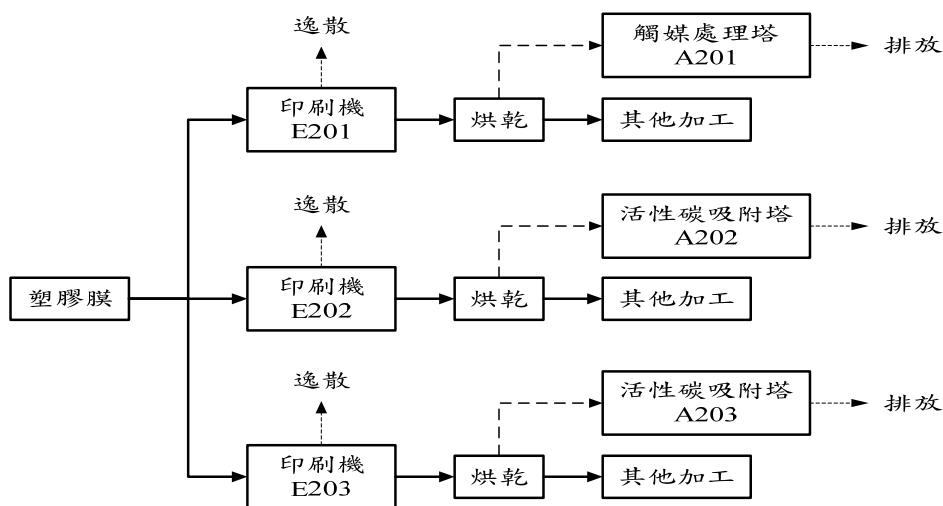 逸散
觸媒處理塔
A201
排放
印刷機
E201
烘乾
其他加工
逸散
活性碳吸附塔
A202
排放
塑膠膜
印刷機
E202
烘乾
其他加工
逸散
活性碳吸附塔
A203
排放
印刷機
E203
烘乾
其他加工